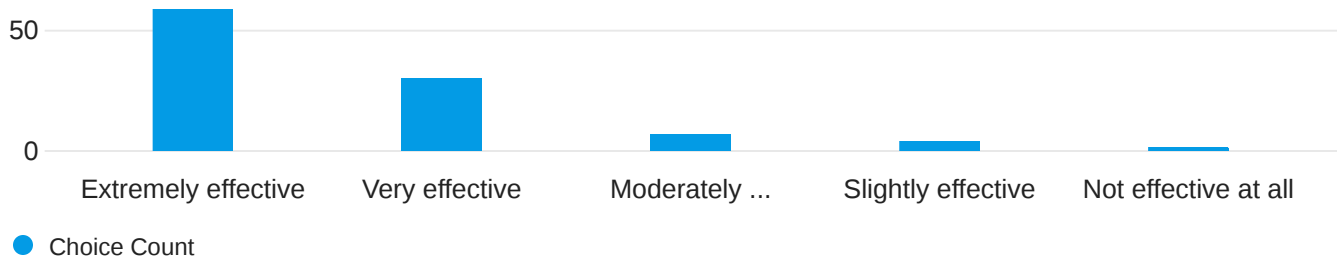 50
0
Extremely effective Very effective Moderately ... Slightly effective Not effective at all
Choice Count